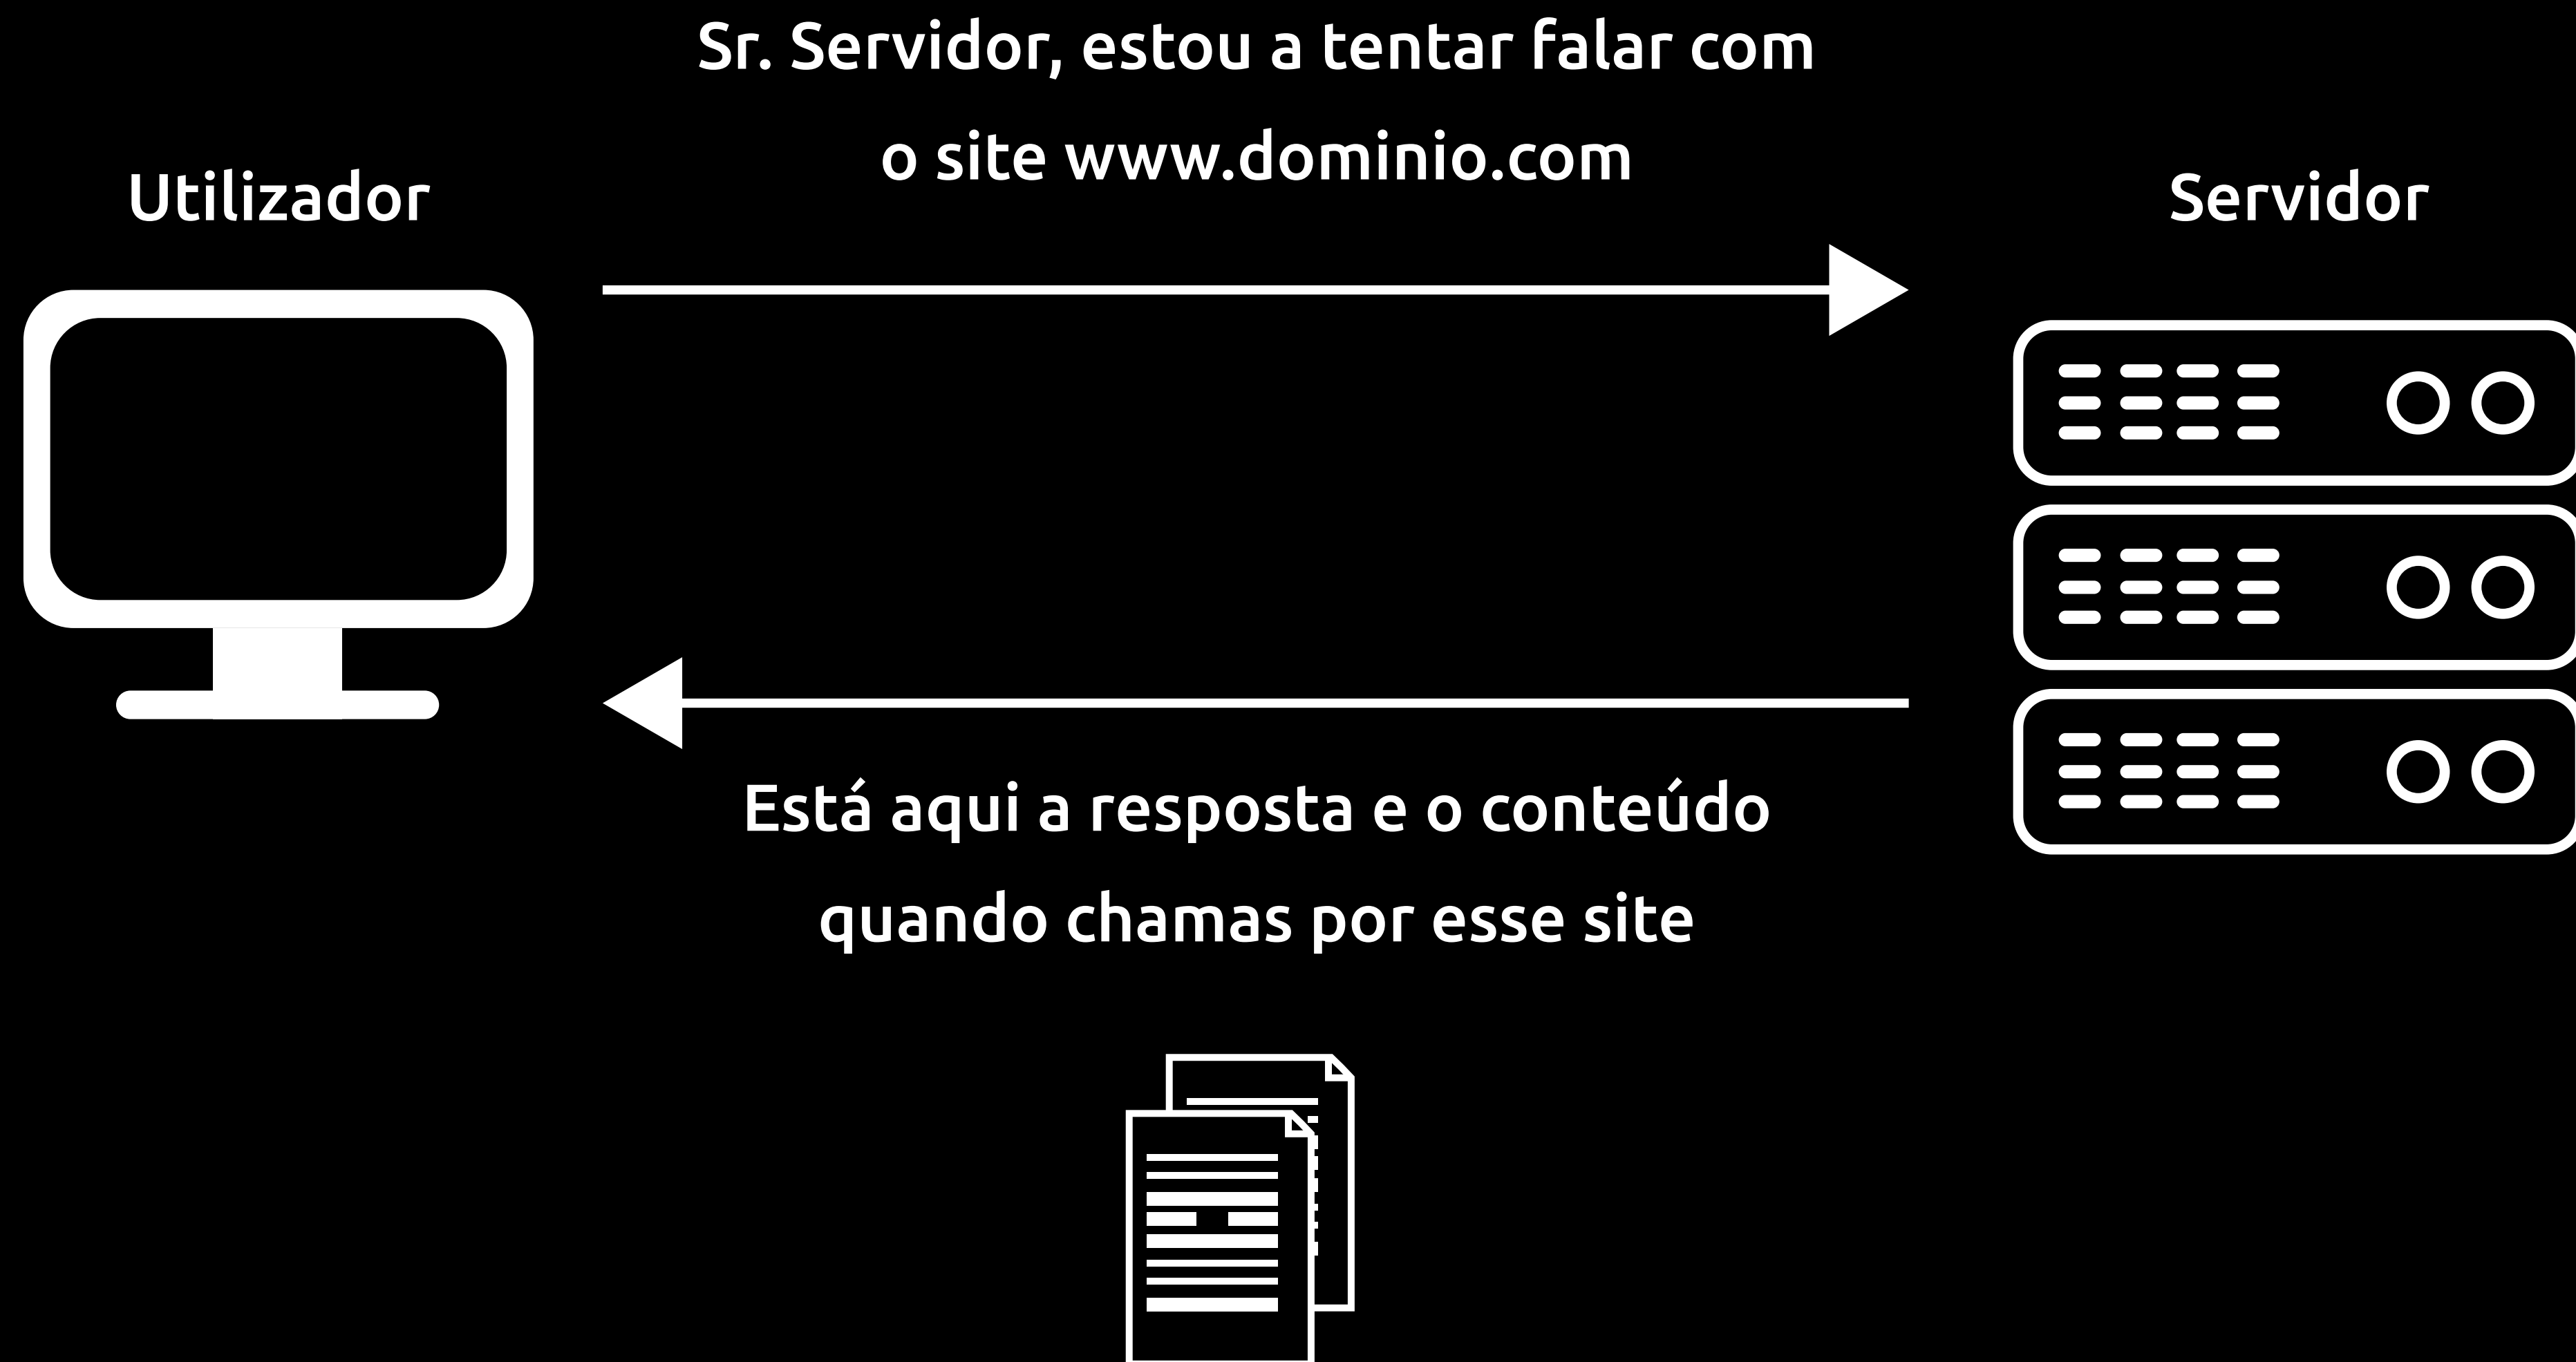 Sr. Servidor, estou a tentar falar com
o site www.dominio.com
Utilizador
Servidor
Está aqui a resposta e o conteúdo
quando chamas por esse site